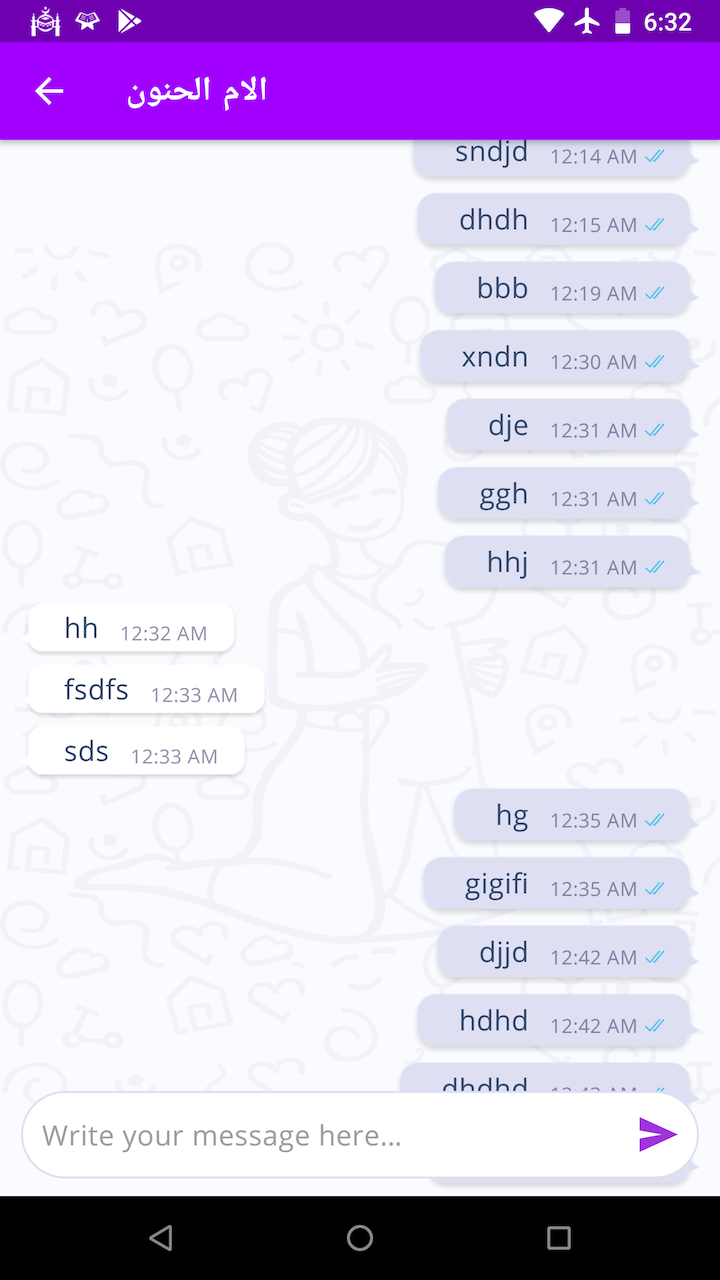 6:32
الام الحنون
sndjd 12:14 AM
dhdh 12:15 AM
bbb 12:19 AM
xndn 12:30 AM
dje 12:31 AM
ggh 12:31 AM
hhj 12:31 AM
hh 12:32 AM
fsdfs 12:33 AM
sds 12:33 AM
hg 12:35 AM
gigifi 12:35 AM
djjd 12:42 AM
hdhd 12:42 AM
dhdhd
Write your message here...